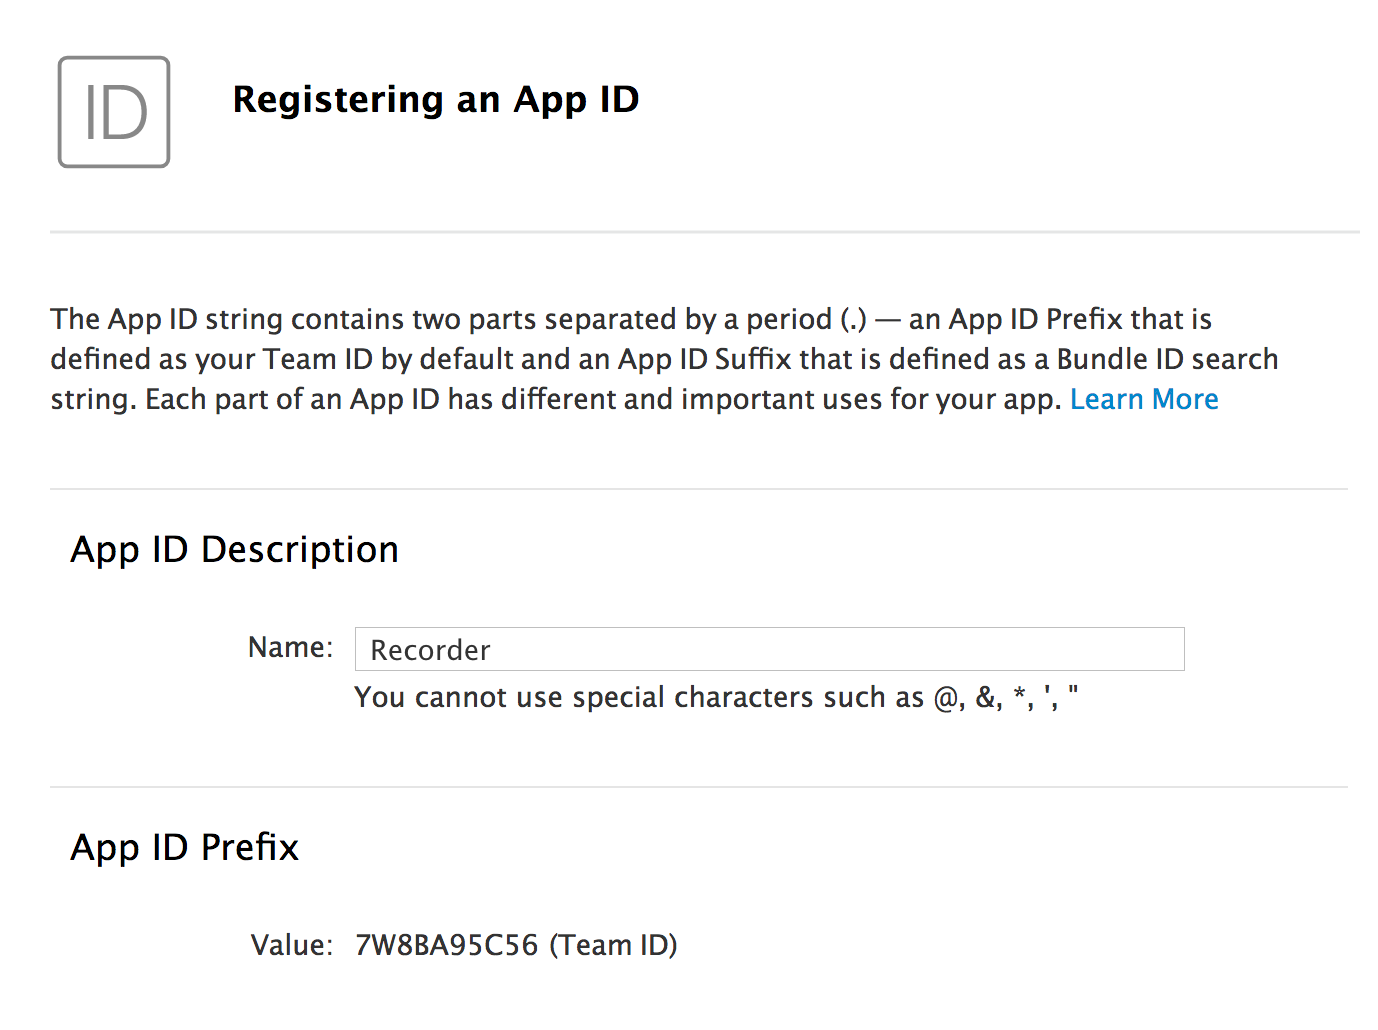 ID
Registering an App ID
The App ID string contains two parts separated by a period (.) — an App ID Prefix that is
defined as your Team ID by default and an App ID Suffix that is defined as a Bundle ID search
string. Each part of an App ID has different and important uses for your app. Learn More
App ID Description
Name: Recorder
You cannot use special characters such as @, &, *, ', "
App ID Prefix
Value: 7W8BA95C56 (Team ID)